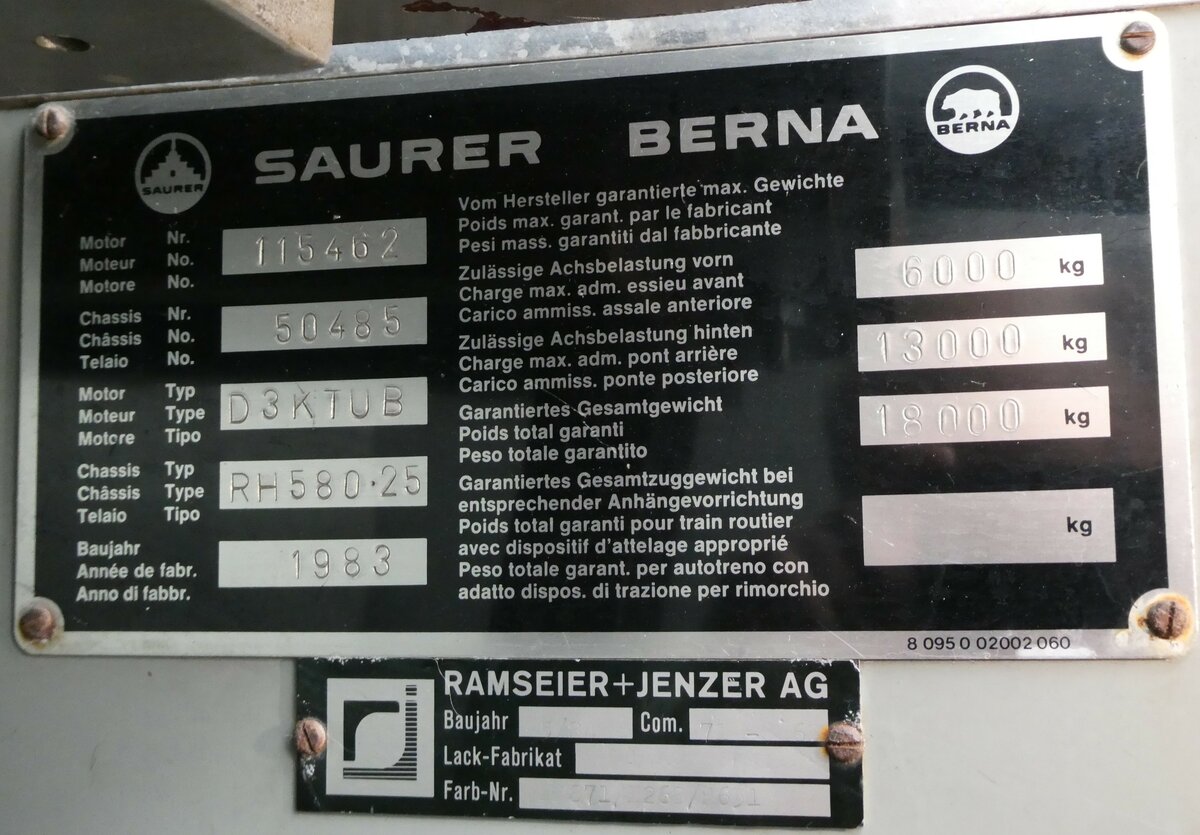 SAURER
SAURER BERNA
BERNA
Motor Nr. 115462
Moteur No.
Motore No.
Chassis Nr. 50485
Châssis No.
Telaio No.
Motor Typ D3KTUB
Moteur Type
Motore Tipo
Chassis Typ RH580·25
Châssis Type
Telaio Tipo
Baujahr 1983
Année de fabr.
Anno di fabbr.
Vom Hersteller garantierte max. Gewichte
Poids max. garant. par le fabricant
Pesi mass. garantiti dal fabbricante
Zulässige Achsbelastung vorn 6000 kg
Charge max. adm. essieu avant
Carico ammiss. assale anteriore
Zulässige Achsbelastung hinten 13000 kg
Charge max. adm. pont arrière
Carico ammiss. ponte posteriore
Garantiertes Gesamtgewicht 18000 kg
Poids total garanti
Peso totale garantito
Garantiertes Gesamtzuggewicht bei
entsprechender Anhängevorrichtung
Poids total garanti pour train routier kg
avec dispositif d'attelage approprié
Peso totale garant. per autotreno con
adatto dispos. di trazione per rimorchio
8 095 0 02002 060
RAMSEIER+JENZER AG
Baujahr Com.
Lack-Fabrikat
Farb-Nr.